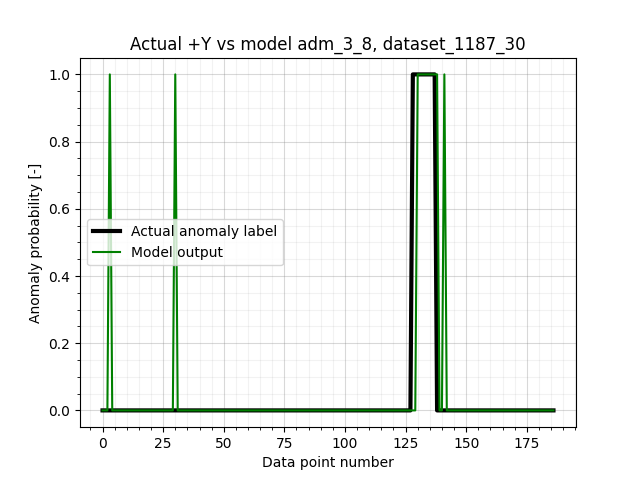 Actual +Y vs model adm_3_8, dataset_1187_30
1.0
0.8
0.6
0.4
0.2
0.0
Anomaly probability [-]
Actual anomaly label
Model output
0 25 50 75 100 125 150 175
Data point number